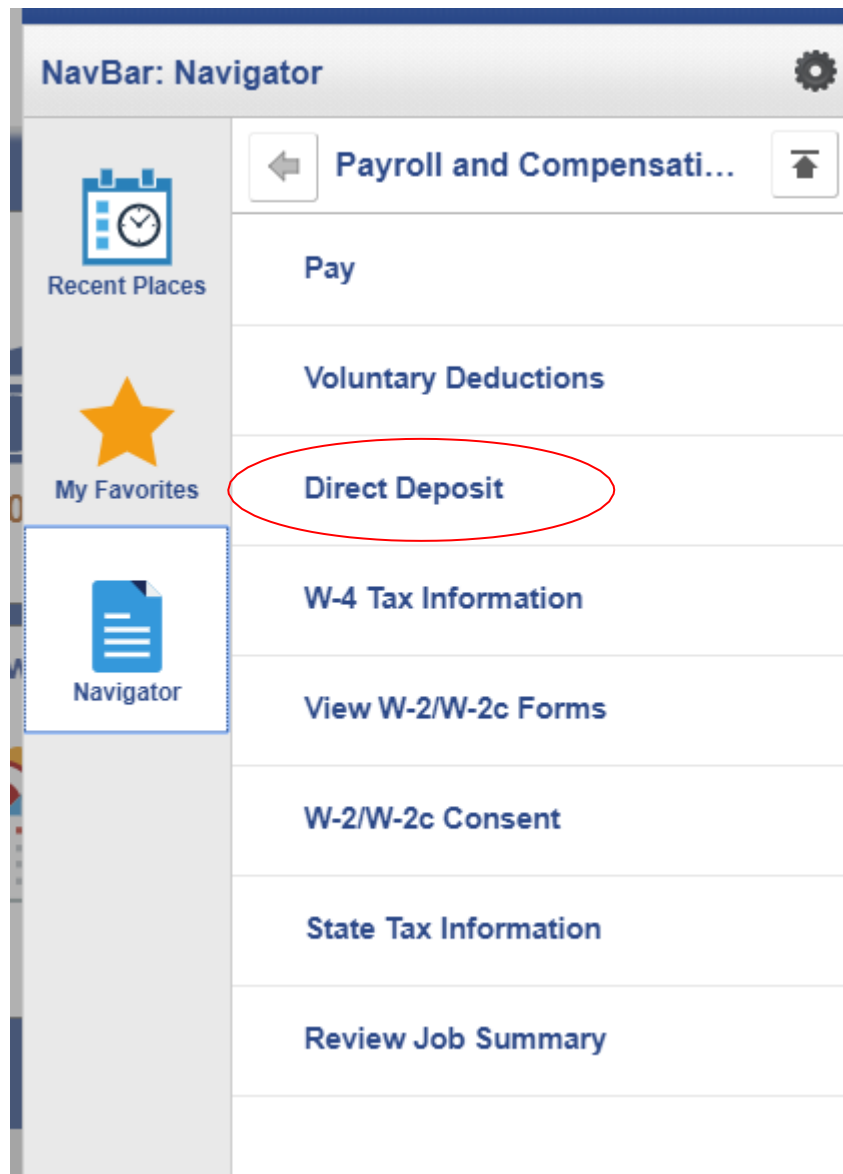 NavBar: Navigator
Payroll and Compensati...
Recent Places
My Favorites
Navigator
Pay
Voluntary Deductions
Direct Deposit
W-4 Tax Information
View W-2/W-2c Forms
W-2/W-2c Consent
State Tax Information
Review Job Summary